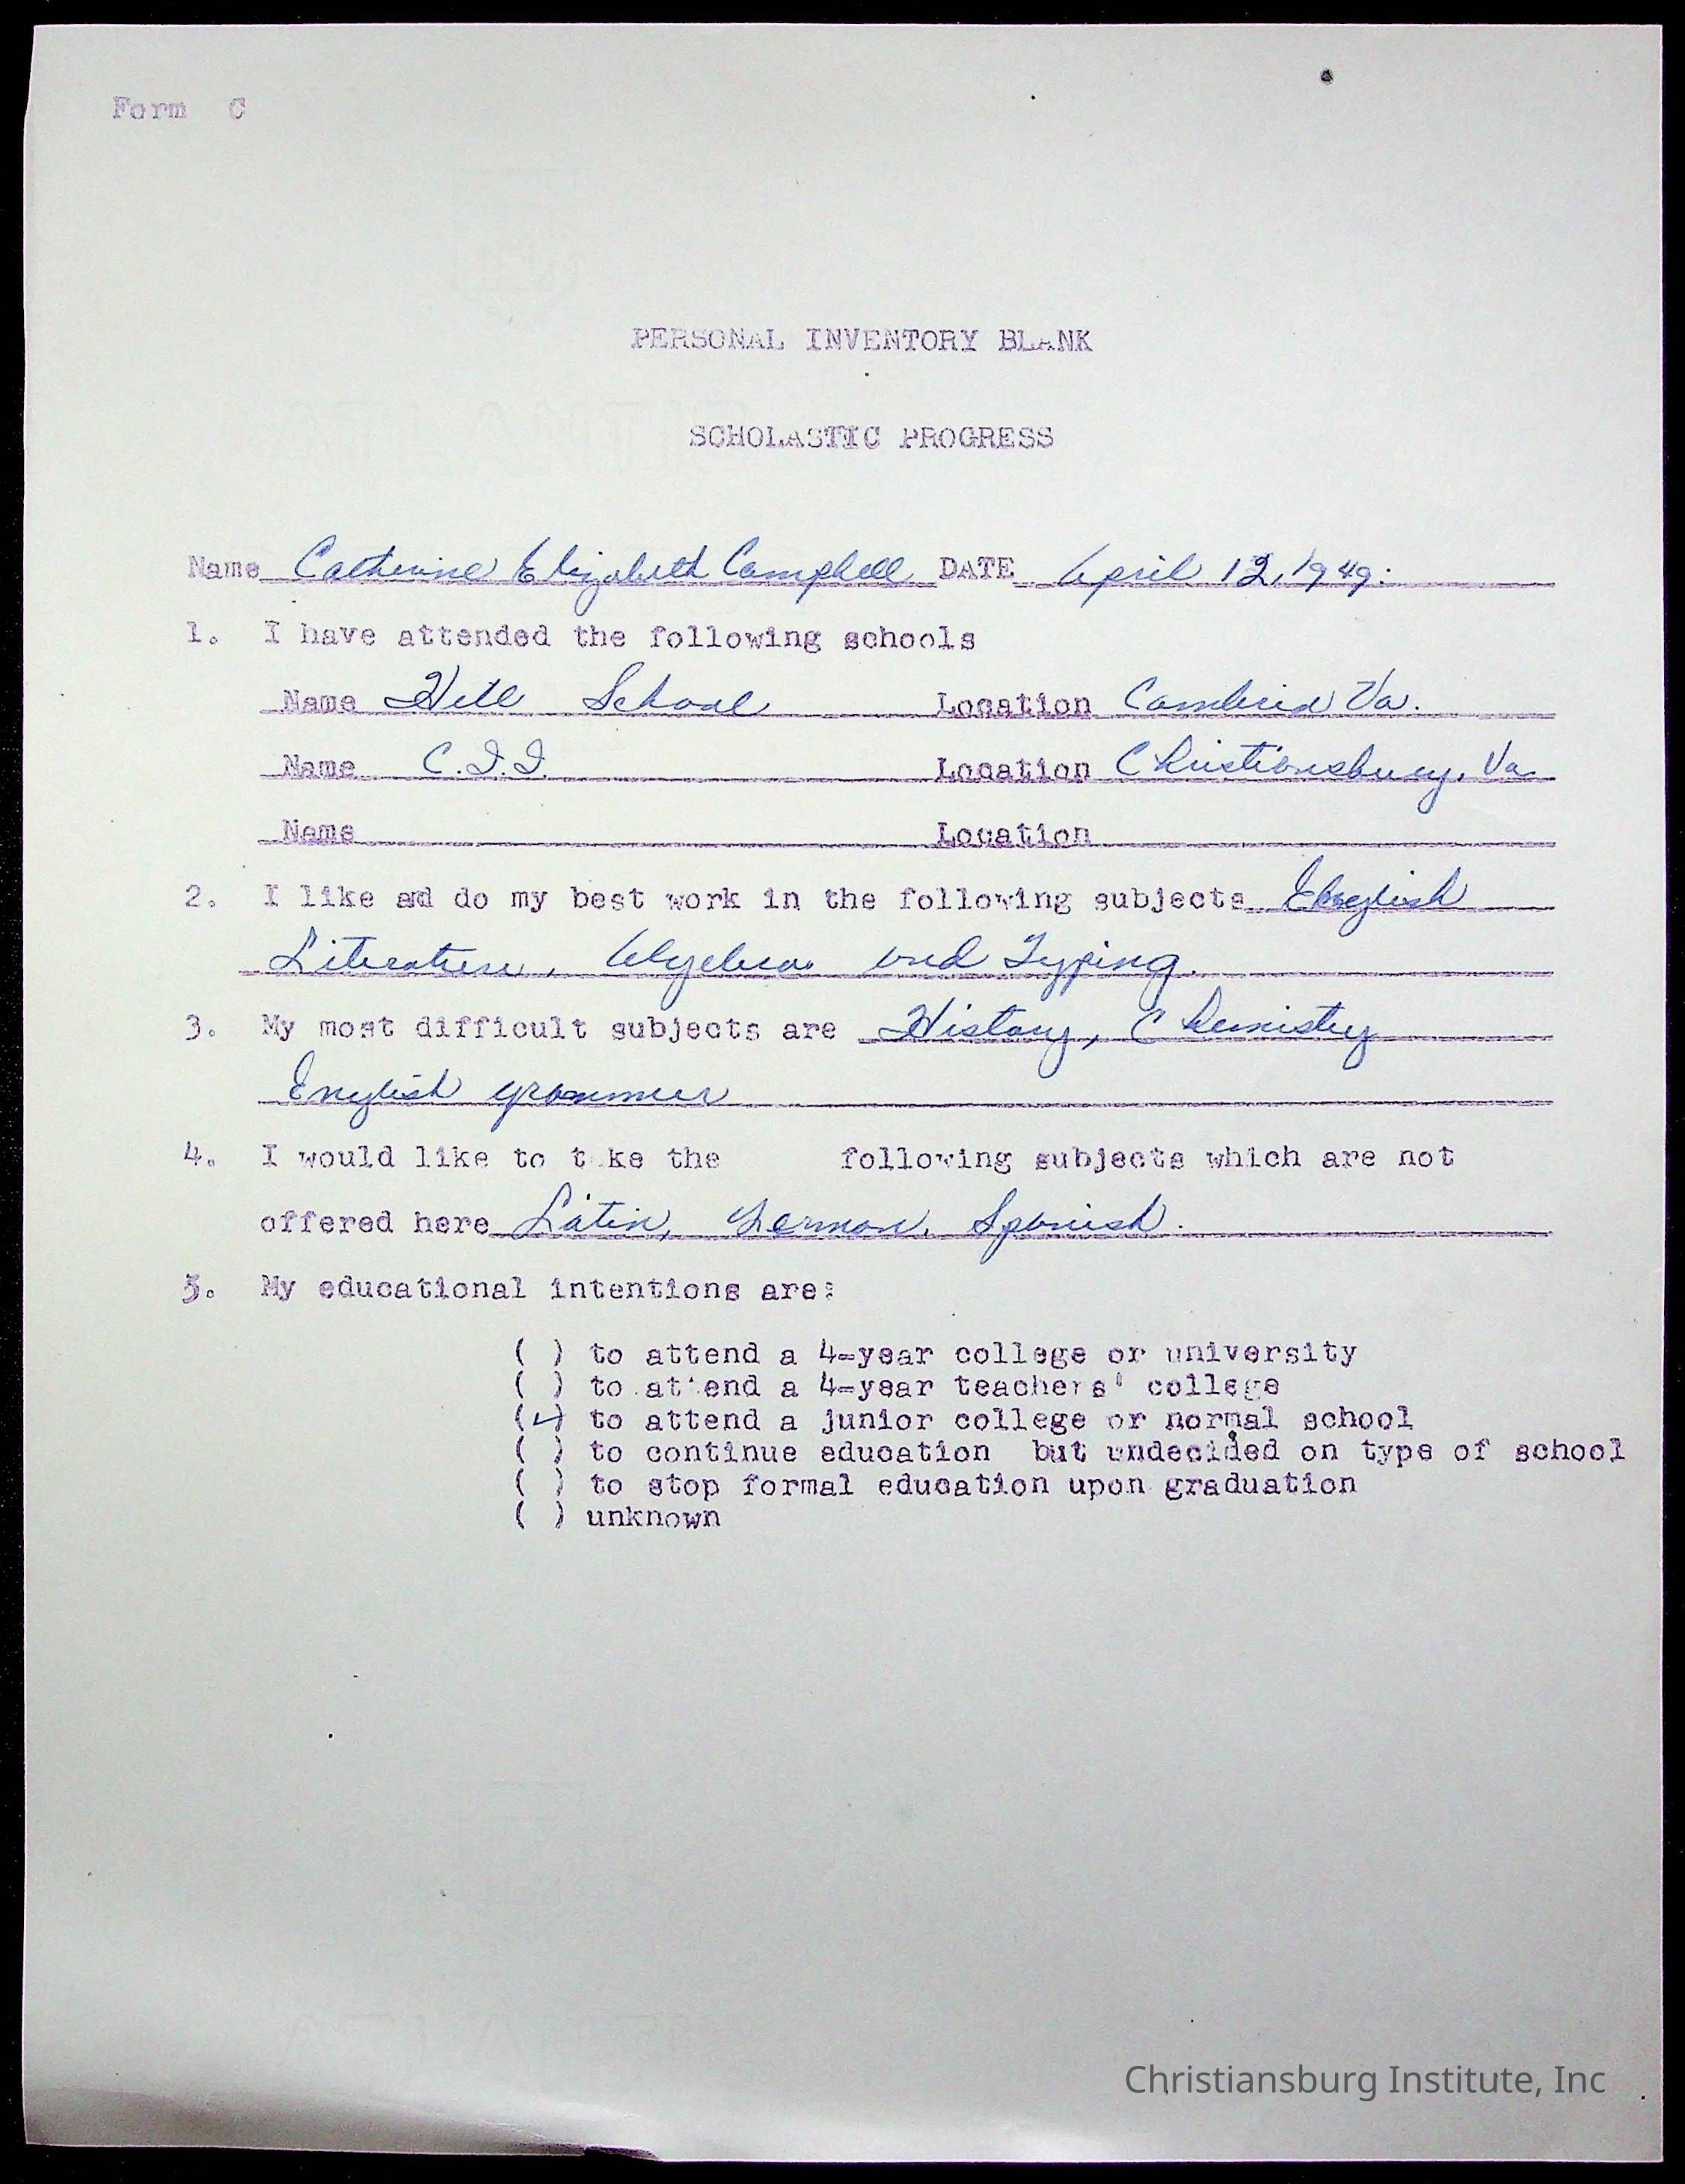 Form C
PERSONAL INVENTORY BLANK
SCHOLASTIC PROGRESS
Name Catherine Elizabeth Campbell DATE April 12, 1949.
1. I have attended the following schools
Name Hill School Location Va.
Name C.I.I. Location Christiansburg, Va
Name Location
2. I like and do my best work in the following subjects English
Literature, Algebra and Typing.
3. My most difficult subjects are History, Chemistry
English grammer
4. I would like to take the following subjects which are not
offered here Latin, German, Spanish.
5. My educational intentions are:
( ) to attend a 4-year college or university
( ) to attend a 4-year teachers' college
(✓) to attend a junior college or normal school
( ) to continue education but undecided on type of school
( ) to stop formal education upon graduation
( ) unknown
Christiansburg Institute, Inc